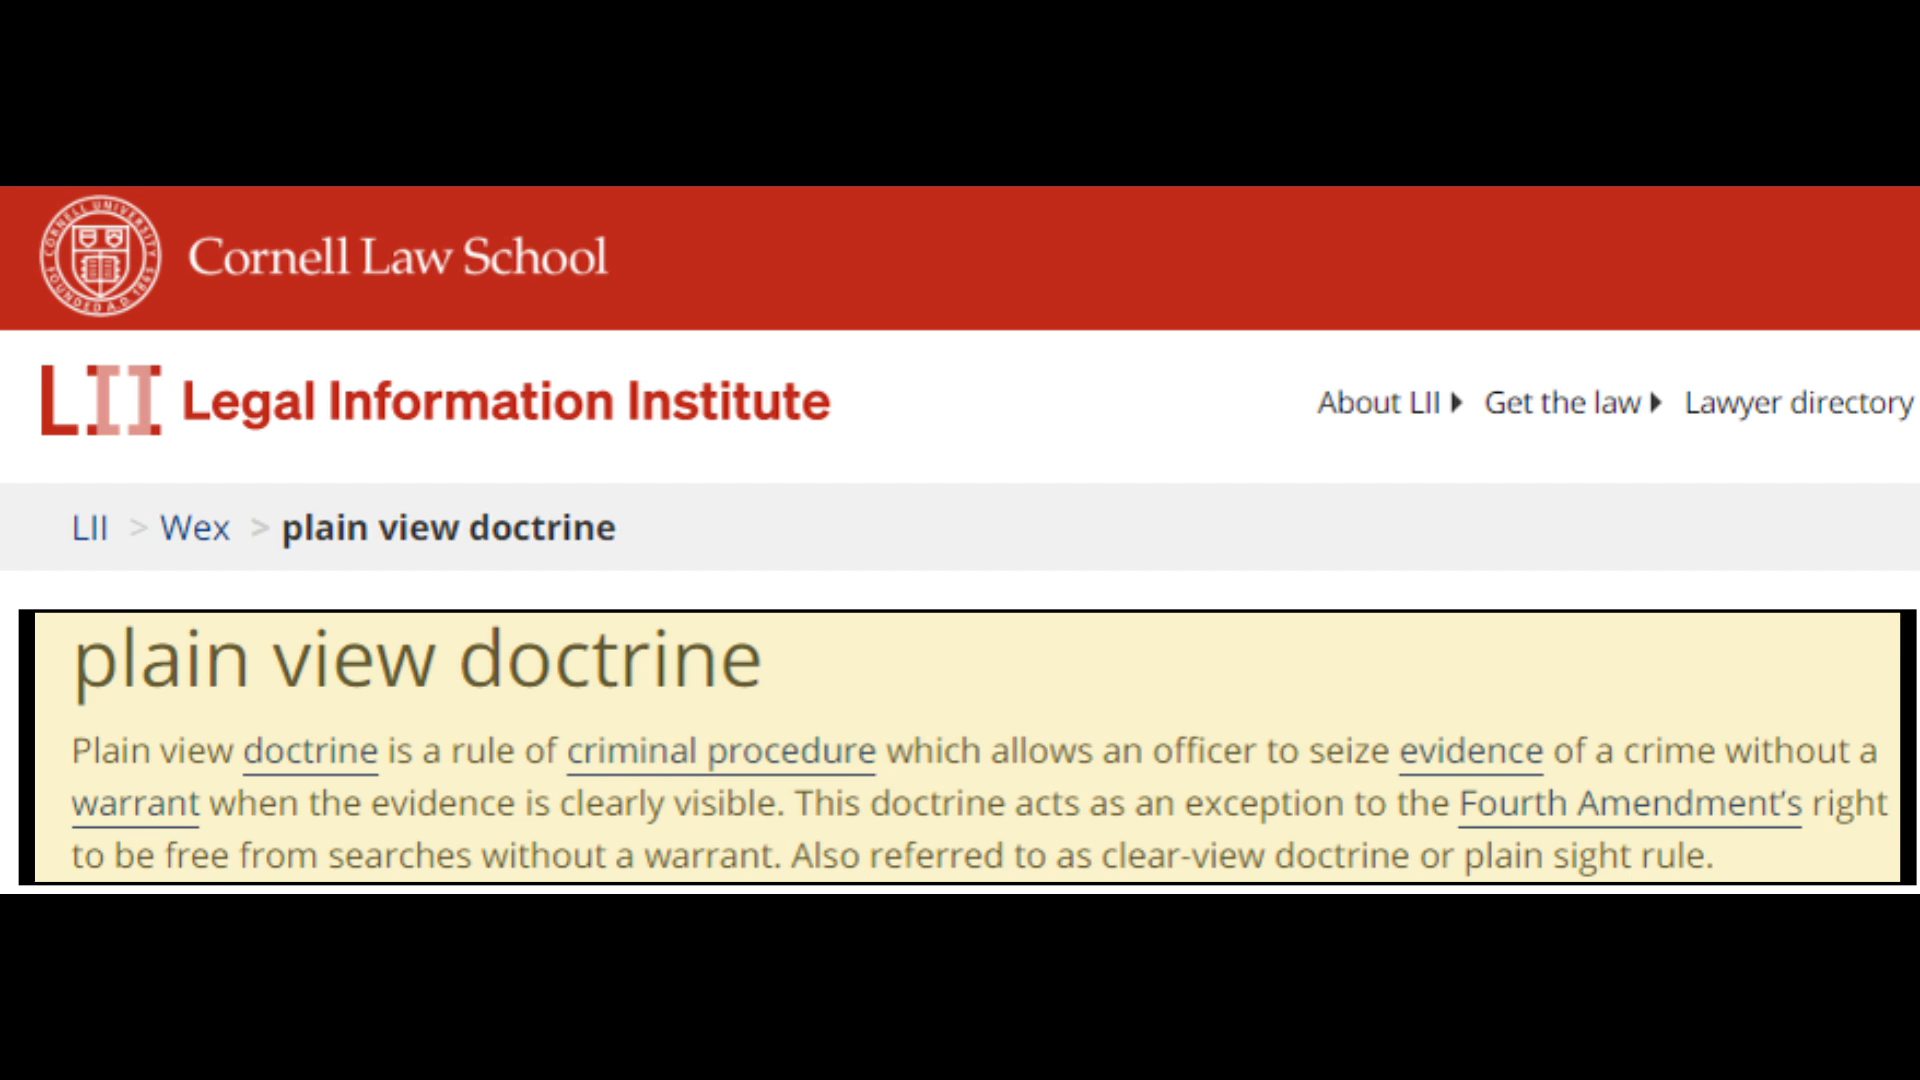 CORNELL UNIVERSITY
FOUNDED A.D. 1865
Cornell Law School
LII Legal Information Institute
About LII Get the law Lawyer directory
LII > Wex > plain view doctrine
plain view doctrine
Plain view doctrine is a rule of criminal procedure which allows an officer to seize evidence of a crime without a
warrant when the evidence is clearly visible. This doctrine acts as an exception to the Fourth Amendment's right
to be free from searches without a warrant. Also referred to as clear-view doctrine or plain sight rule.